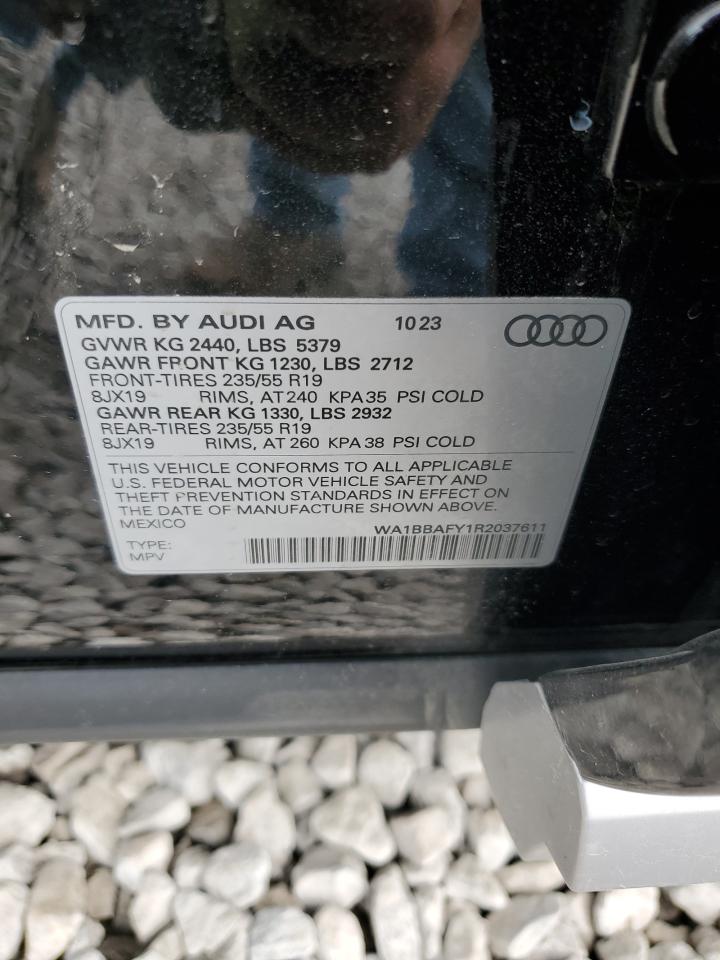 MFD. BY AUDI AG 10 23
GVWR KG 2440, LBS 5379
GAWR FRONT KG 1230, LBS 2712
FRONT-TIRES 235/55 R19
8JX19 RIMS, AT 240 KPA 35 PSI COLD
GAWR REAR KG 1330, LBS 2932
REAR-TIRES 235/55 R19
8JX19 RIMS, AT 260 KPA 38 PSI COLD
THIS VEHICLE CONFORMS TO ALL APPLICABLE
U.S. FEDERAL MOTOR VEHICLE SAFETY AND
THEFT PREVENTION STANDARDS IN EFFECT ON
THE DATE OF MANUFACTURE SHOWN ABOVE.
MEXICO WA1BBAFY1R2037611
TYPE:
MPV